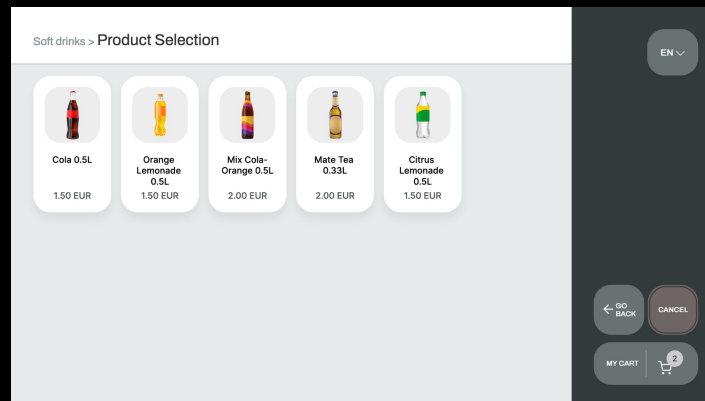 Soft drinks > Product Selection
EN
Cola 0.5L
1.50 EUR
Orange
Lemonade
0.5L
1.50 EUR
Mix Cola-
Orange 0.5L
2.00 EUR
Mate Tea
0.33L
2.00 EUR
Citrus
Lemonade
0.5L
1.50 EUR
GO
BACK
CANCEL
MY CART
2